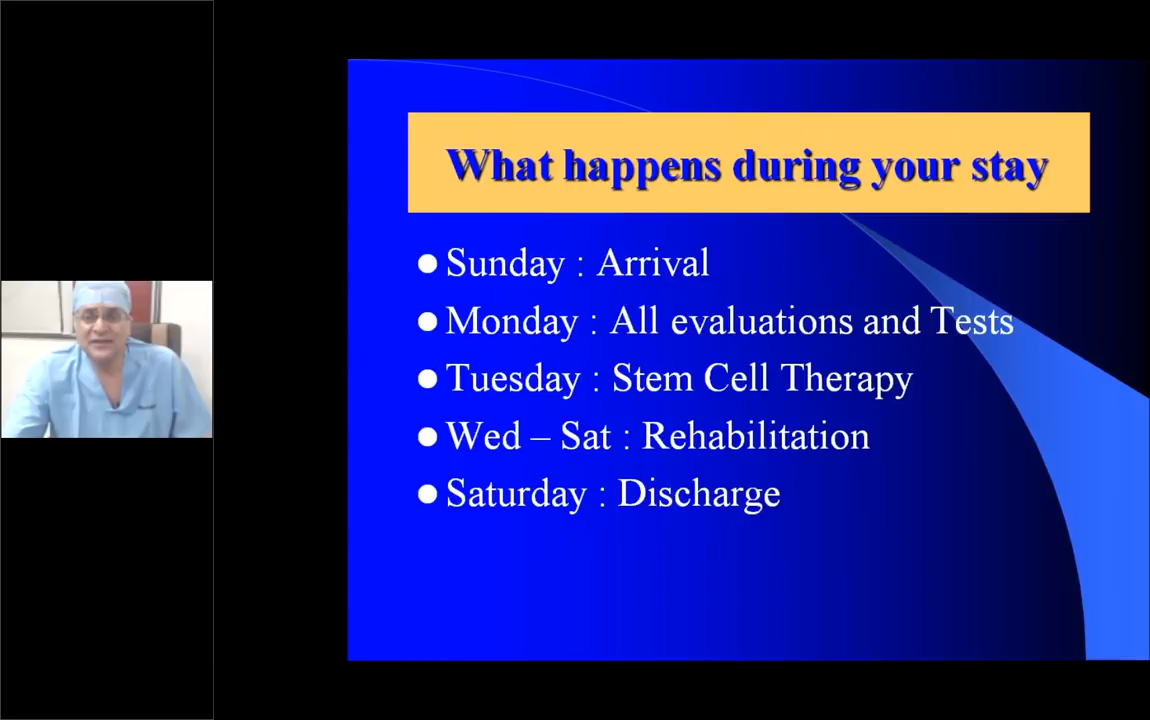 What happens during your stay
Sunday : Arrival
Monday : All evaluations and Tests
Tuesday : Stem Cell Therapy
Wed – Sat : Rehabilitation
Saturday : Discharge